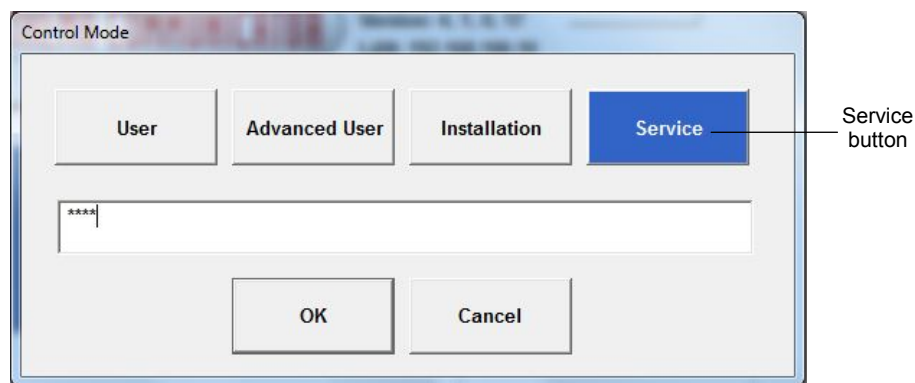 Control Mode
User
Advanced User
Installation
Service
Service
button
****
OK
Cancel